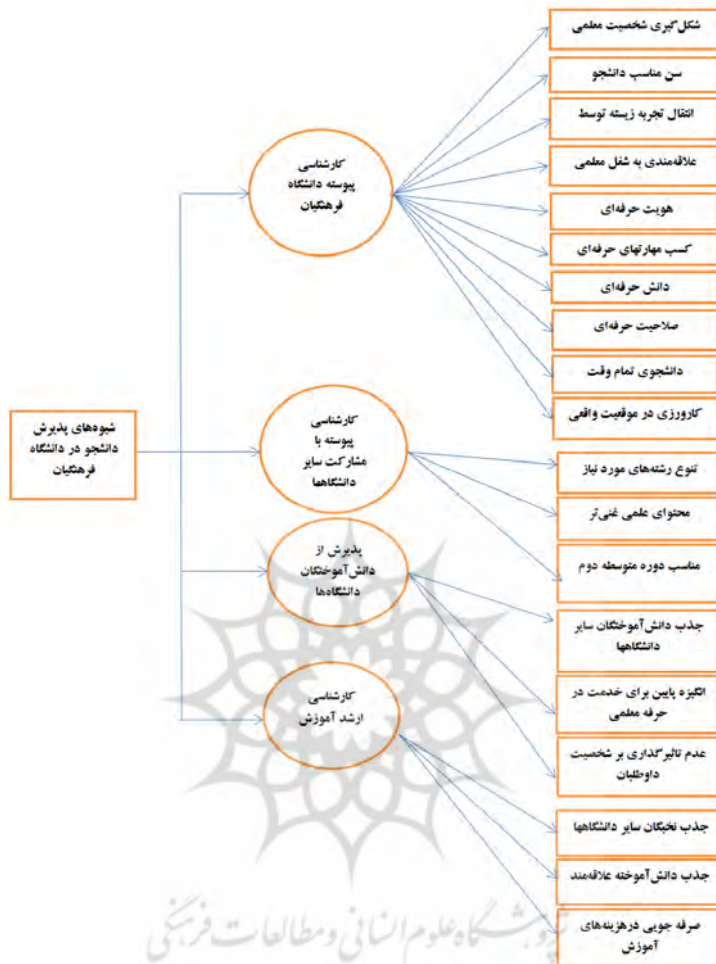 شیوه‌های پذیرش
دانشجو در دانشگاه
فرهنگیان
کارشناسی
پیوسته دانشگاه
فرهنگیان
شکل‌گیری شخصیت معلمی
سن مناسب دانشجو
انتقال تجربه زیسته توسط
علاقه‌مندی به شغل معلمی
هویت حرفه‌ای
کسب مهارتهای حرفه‌ای
دانش حرفه‌ای
صلاحیت حرفه‌ای
دانشجوی تمام وقت
کارورزی در موقعیت واقعی
کارشناسی
پیوسته با
مشارکت سایر
دانشگاهها
تنوع رشته‌های مورد نیاز
محتوای علمی غنی‌تر
مناسب دوره متوسطه دوم
پذیرش از
دانش‌آموختگان
دانشگاه‌ها
جذب دانش‌آموختگان سایر
دانشگاهها
انگیزه پایین برای خدمت در
حرفه معلمی
عدم تاثیرگذاری بر شخصیت
داوطلبان
کارشناسی
ارشد آموزش
جذب نخبگان سایر دانشگاهها
جذب دانش‌آموخته علاقه‌مند
صرفه جویی درهزینه‌های
آموزش
پژوهشگاه علوم انسانی و مطالعات فرهنگی